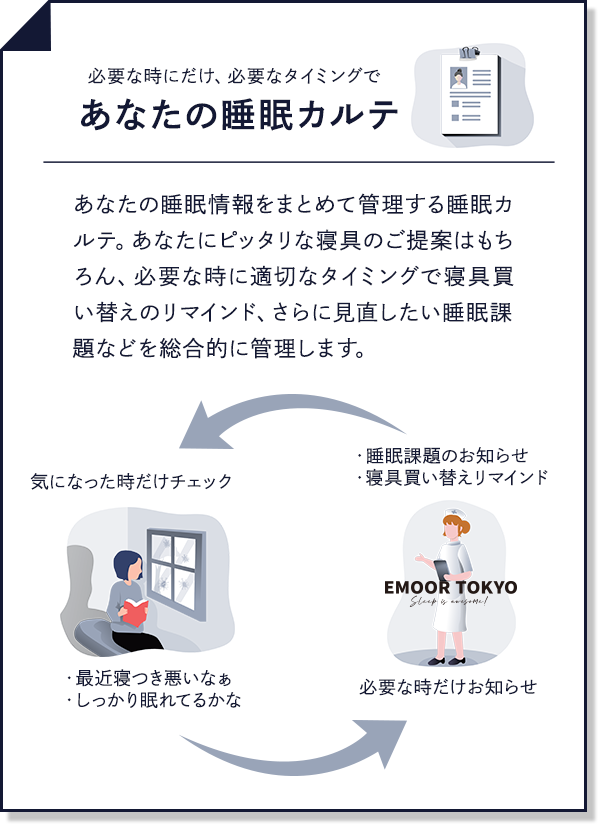 必要な時にだけ、必要なタイミングで
あなたの睡眠カルテ
あなたの睡眠情報をまとめて管理する睡眠カ
ルテ。あなたにピッタリな寝具のご提案はもち
ろん、必要な時に適切なタイミングで寝具買
い替えのリマインド、さらに見直したい睡眠課
題などを総合的に管理します。
・睡眠課題のお知らせ
・寝具買い替えリマインド
気になった時だけチェック
EMOOR TOKYO
Sleep is awesome!
・最近寝つき悪いなぁ
・しっかり眠れてるかな
必要な時だけお知らせ